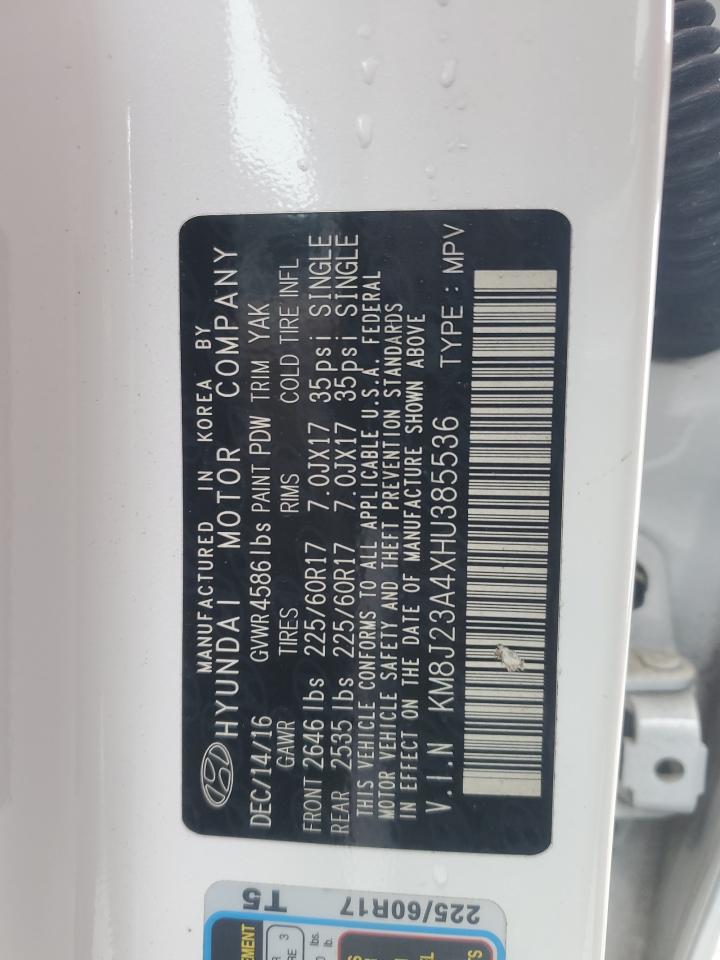 MANUFACTURED IN KOREA BY
HYUNDAI MOTOR COMPANY
DEC/14/16 GVWR 4586lbs PAINT PDW TRIM YAK
GAWR TIRES RIMS COLD TIRE INFL
FRONT 2646 lbs 225/60R17 7.0JX17 35psi SINGLE
REAR 2535 lbs 225/60R17 7.0JX17 35psi SINGLE
THIS VEHICLE CONFORMS TO ALL APPLICABLE U.S.A. FEDERAL
MOTOR VEHICLE SAFETY AND THEFT PREVENTION STANDARDS
IN EFFECT ON THE DATE OF MANUFACTURE SHOWN ABOVE
V.I.N KM8J23A4XHU385536 TYPE : MPV
T5
225/60R17
lbs.
lb.
3